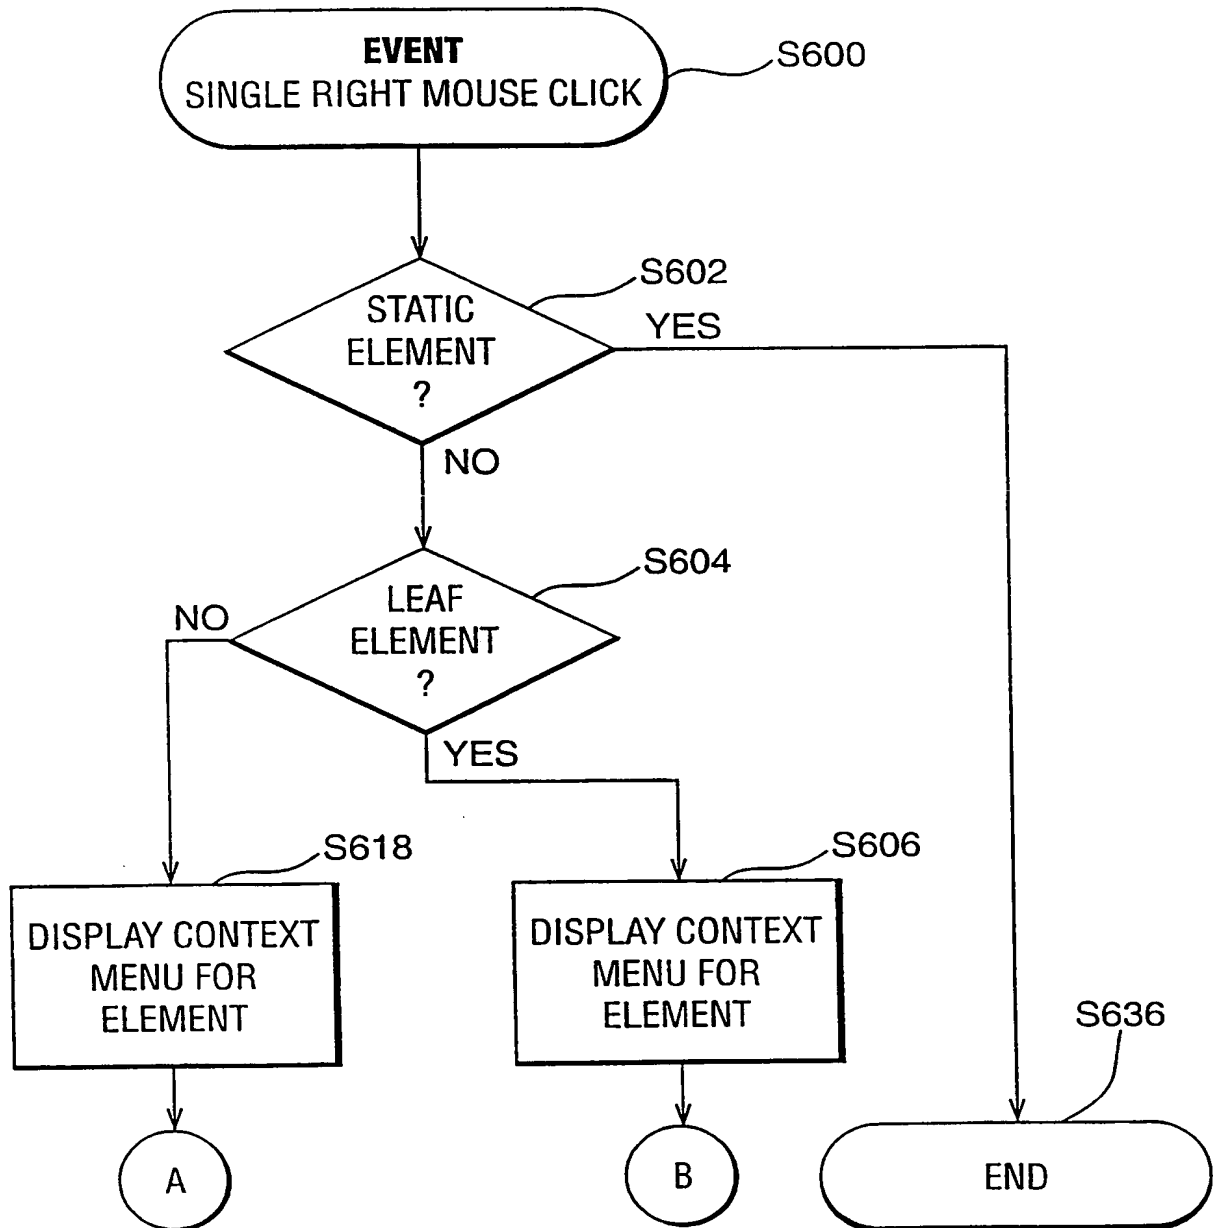 EVENT
SINGLE RIGHT MOUSE CLICK
S600
S602
STATIC
ELEMENT
?
YES
NO
S604
LEAF
ELEMENT
?
NO
YES
S618
DISPLAY CONTEXT
MENU FOR
ELEMENT
S606
DISPLAY CONTEXT
MENU FOR
ELEMENT
S636
A
B
END